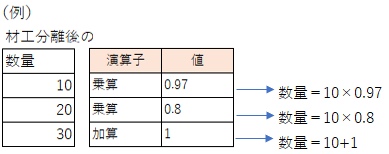 （例）
材工分離後の
数量 演算子 値
10 乗算 0.97 数量＝10×0.97
20 乗算 0.8 数量＝10×0.8
30 加算 1 数量＝10+1